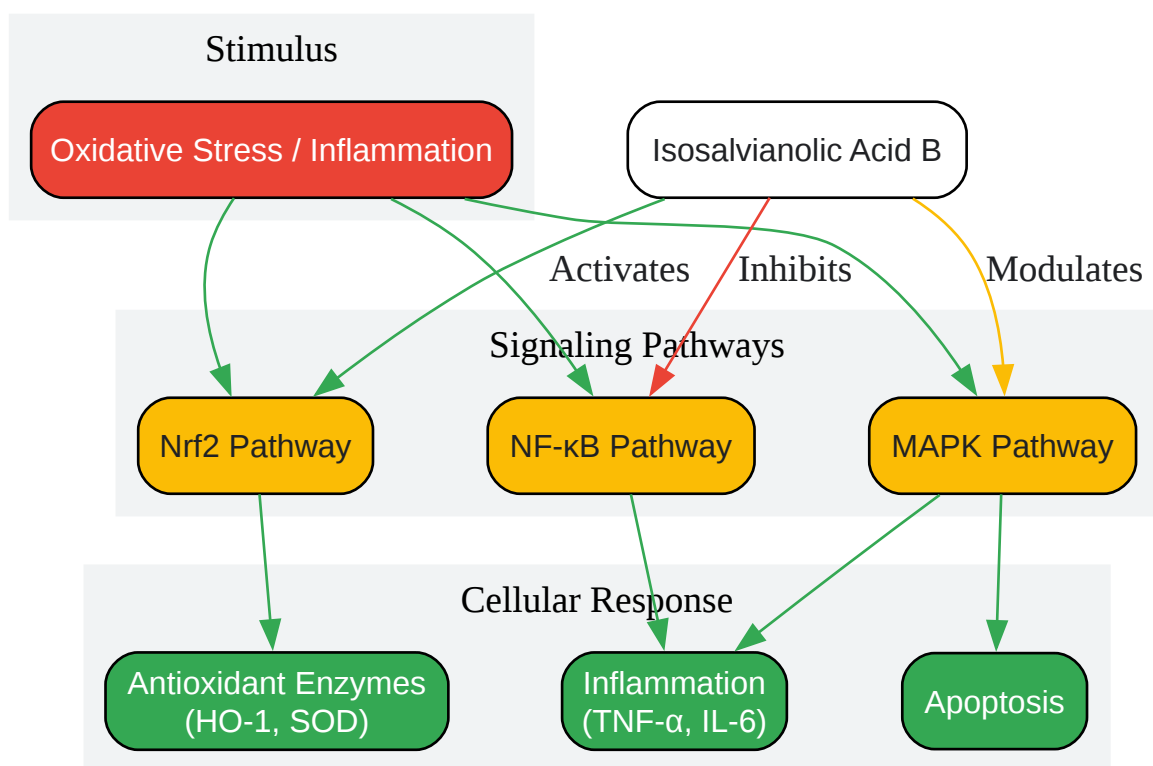 Stimulus
Oxidative Stress / Inflammation
Isosalvianolic Acid B
Activates
Inhibits
Modulates
Signaling Pathways
Nrf2 Pathway
NF-κB Pathway
MAPK Pathway
Cellular Response
Antioxidant Enzymes
(HO-1, SOD)
Inflammation
(TNF-α, IL-6)
Apoptosis